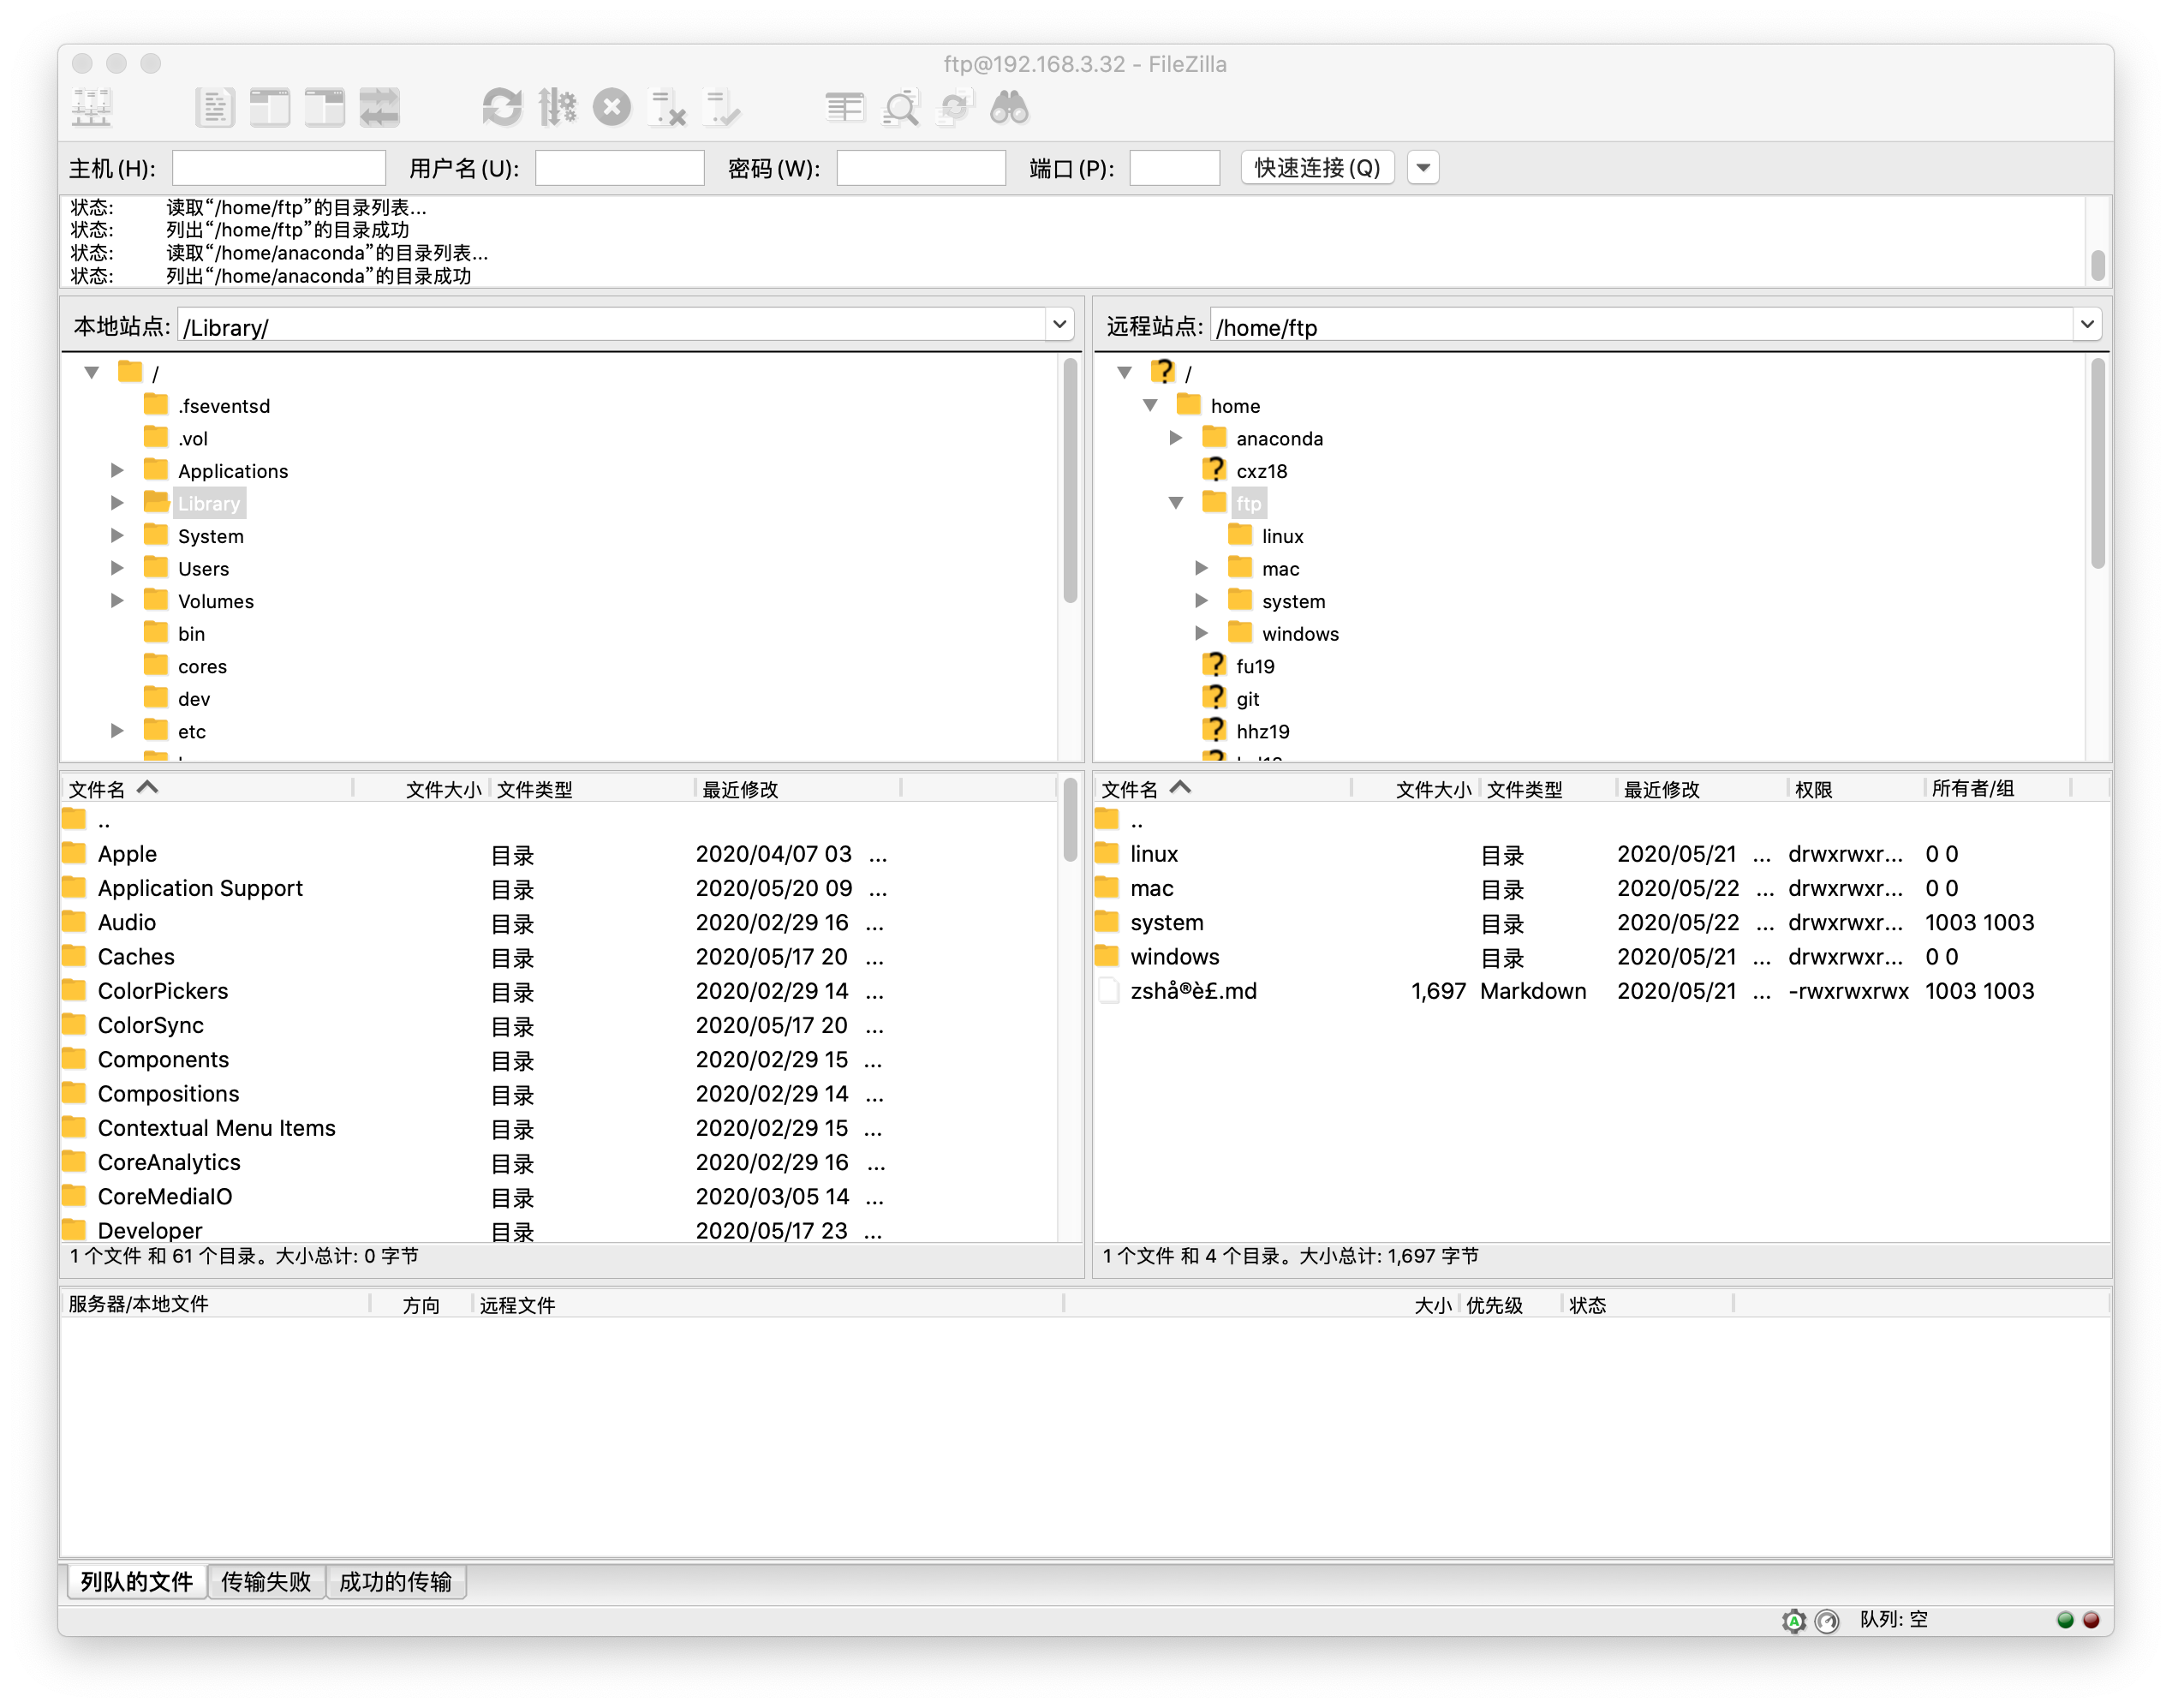 ftp@192.168.3.32 - FileZilla
主机(H): 用户名(U): 密码(W): 端口(P): 快速连接(Q)
状态: 读取“/home/ftp”的目录列表...
状态: 列出“/home/ftp”的目录成功
状态: 读取“/home/anaconda”的目录列表...
状态: 列出“/home/anaconda”的目录成功
本地站点: /Library/
/
.fseventsd
.vol
Applications
Library
System
Users
Volumes
bin
cores
dev
etc
远程站点: /home/ftp
/
home
anaconda
cxz18
ftp
linux
mac
system
windows
fu19
git
hhz19
文件名 文件大小 文件类型 最近修改
..
Apple 目录 2020/04/07 03 ...
Application Support 目录 2020/05/20 09 ...
Audio 目录 2020/02/29 16 ...
Caches 目录 2020/05/17 20 ...
ColorPickers 目录 2020/02/29 14 ...
ColorSync 目录 2020/05/17 20 ...
Components 目录 2020/02/29 15 ...
Compositions 目录 2020/02/29 14 ...
Contextual Menu Items 目录 2020/02/29 15 ...
CoreAnalytics 目录 2020/02/29 16 ...
CoreMediaIO 目录 2020/03/05 14 ...
Developer 目录 2020/05/17 23 ...
1 个文件 和 61 个目录。大小总计: 0 字节
文件名 文件大小 文件类型 最近修改 权限 所有者/组
..
linux 目录 2020/05/21 ... drwxrwxr... 0 0
mac 目录 2020/05/22 ... drwxrwxr... 0 0
system 目录 2020/05/22 ... drwxrwxr... 1003 1003
windows 目录 2020/05/21 ... drwxrwxr... 0 0
zshå®è£.md 1,697 Markdown 2020/05/21 ... -rwxrwxrwx 1003 1003
1 个文件 和 4 个目录。大小总计: 1,697 字节
服务器/本地文件 方向 远程文件 大小 优先级 状态
列队的文件 传输失败 成功的传输
队列: 空